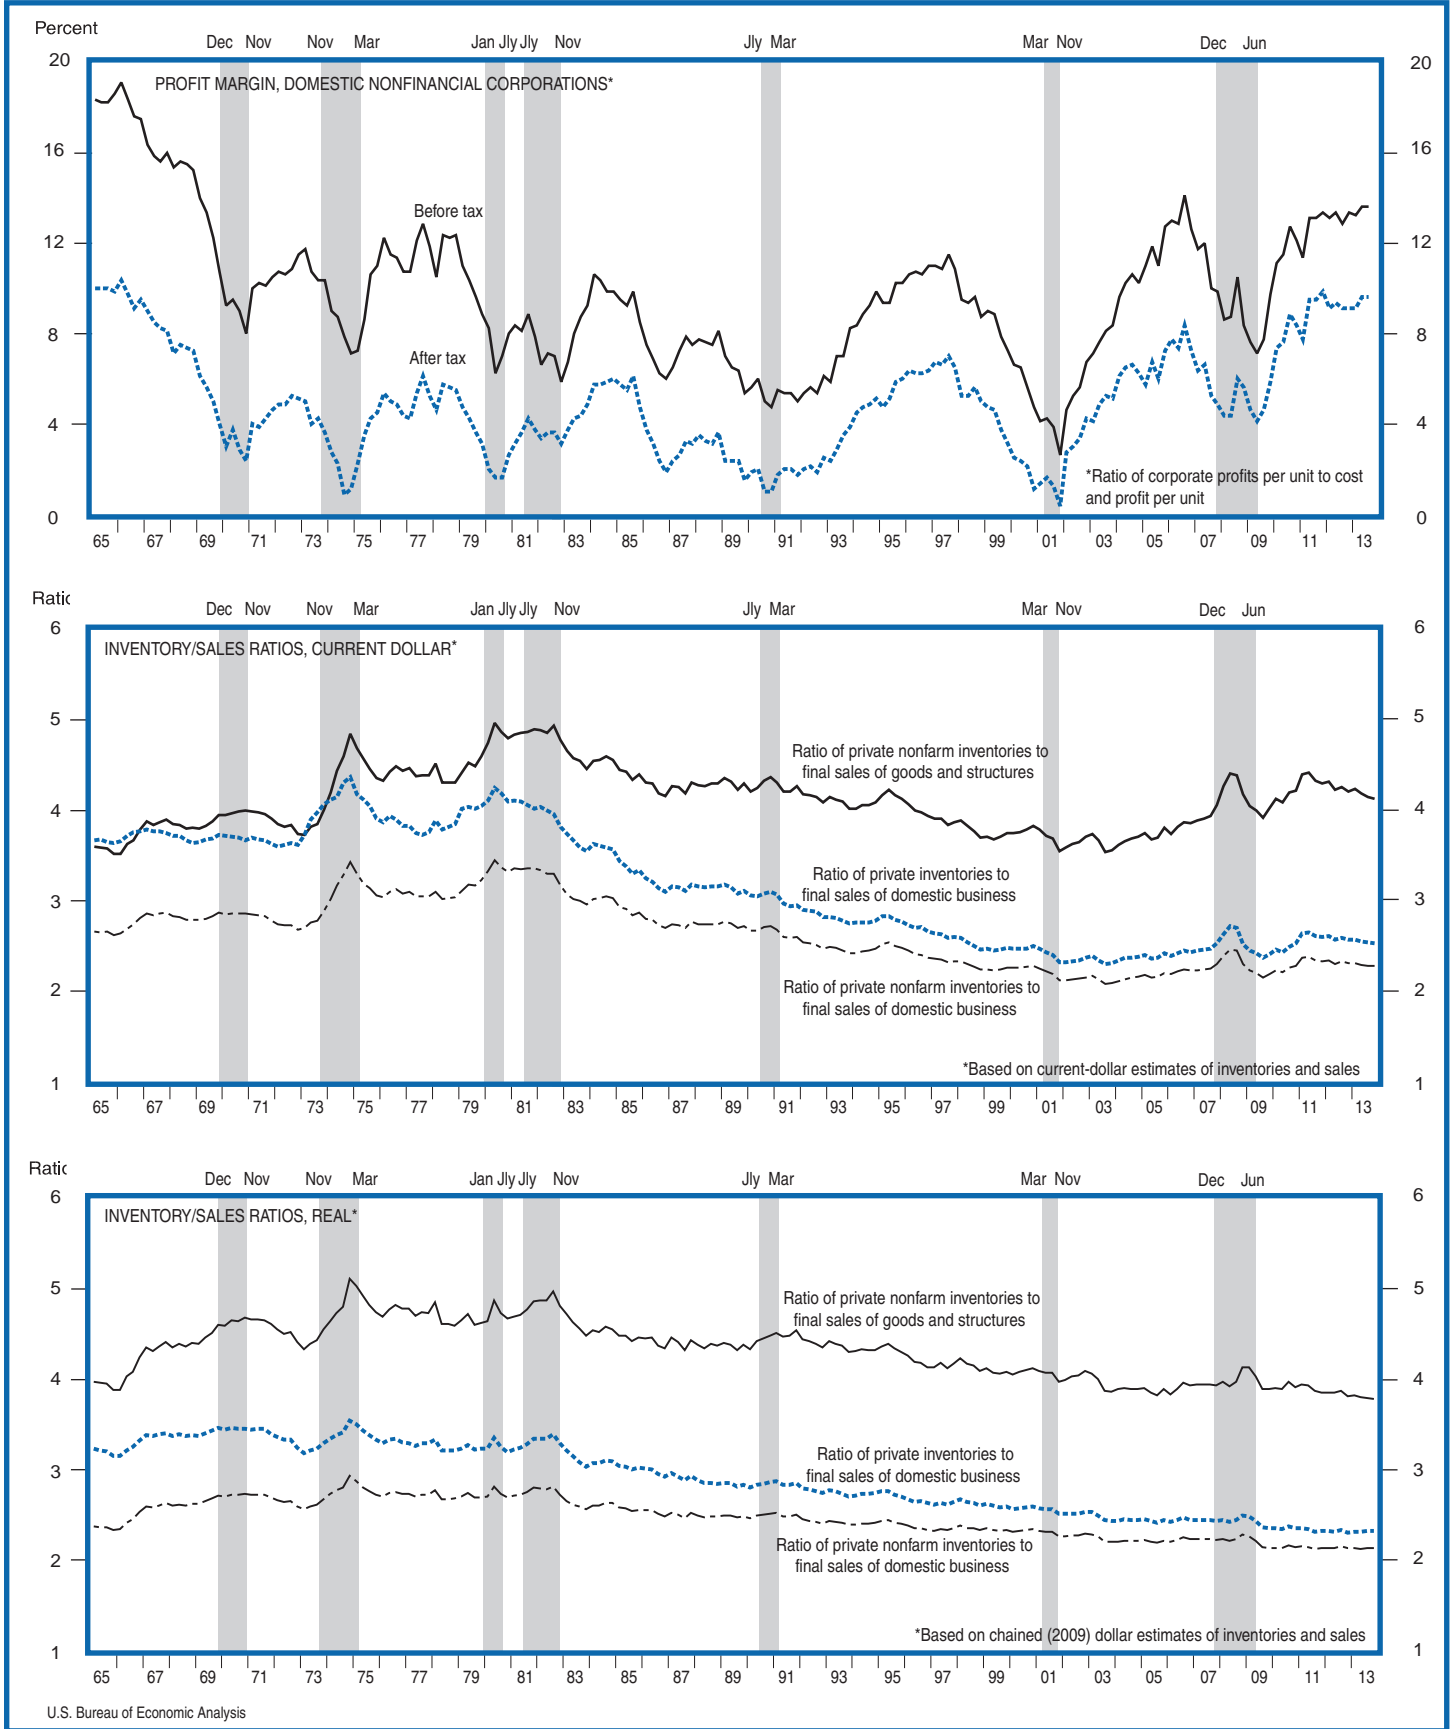 Percent
Dec Nov Nov Mar Jan Jly Jly Nov Jly Mar Mar Nov Dec Jun
20 20
PROFIT MARGIN, DOMESTIC NONFINANCIAL CORPORATIONS*
16 16
Before tax
12 12
8 8
After tax
4 4
*Ratio of corporate profits per unit to cost
and profit per unit
0 0
65 67 69 71 73 75 77 79 81 83 85 87 89 91 93 95 97 99 01 03 05 07 09 11 13
Ratio
Dec Nov Nov Mar Jan Jly Jly Nov Jly Mar Mar Nov Dec Jun
6 6
INVENTORY/SALES RATIOS, CURRENT DOLLAR*
5 5
Ratio of private nonfarm inventories to
final sales of goods and structures
4 4
Ratio of private inventories to
final sales of domestic business
3 3
Ratio of private nonfarm inventories to
final sales of domestic business
2 2
*Based on current-dollar estimates of inventories and sales
1 1
65 67 69 71 73 75 77 79 81 83 85 87 89 91 93 95 97 99 01 03 05 07 09 11 13
Ratio
Dec Nov Nov Mar Jan Jly Jly Nov Jly Mar Mar Nov Dec Jun
6 6
INVENTORY/SALES RATIOS, REAL*
5 5
Ratio of private nonfarm inventories to
final sales of goods and structures
4 4
Ratio of private inventories to
final sales of domestic business
3 3
Ratio of private nonfarm inventories to
final sales of domestic business
2 2
*Based on chained (2009) dollar estimates of inventories and sales
1 1
65 67 69 71 73 75 77 79 81 83 85 87 89 91 93 95 97 99 01 03 05 07 09 11 13
U.S. Bureau of Economic Analysis